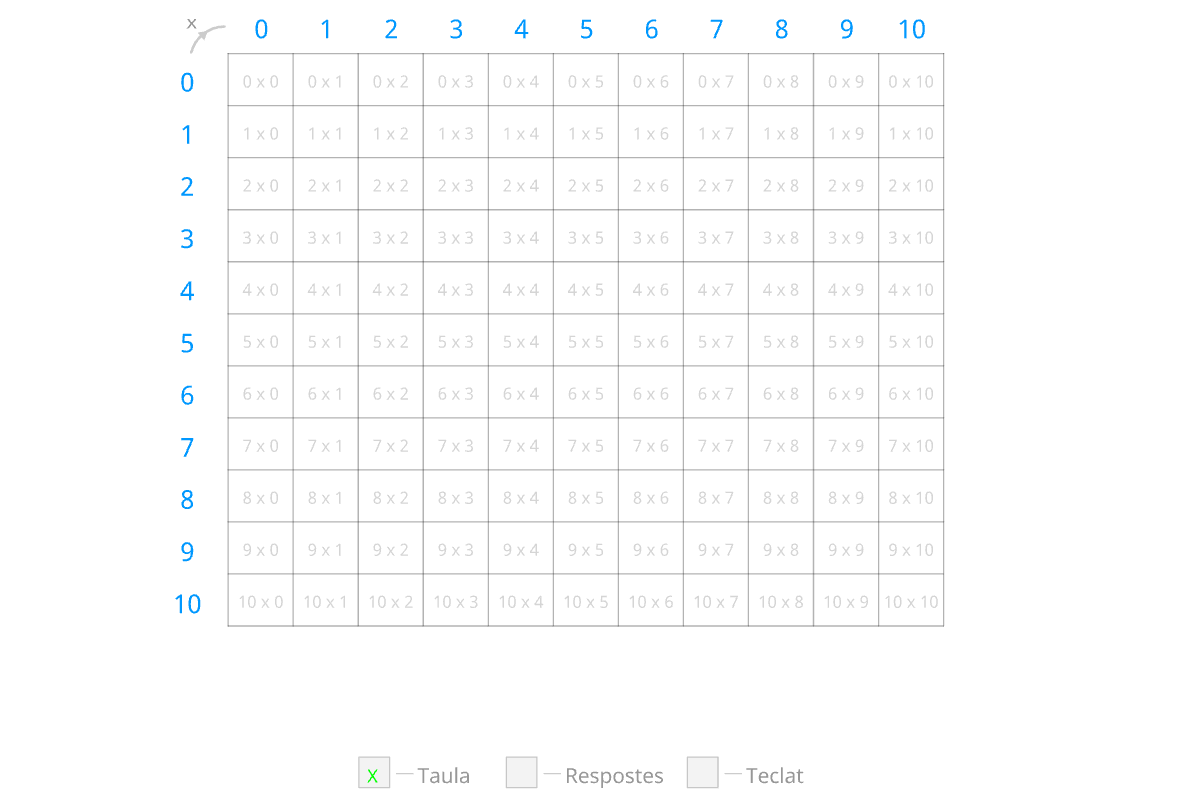 x 0 1 2 3 4 5 6 7 8 9 10
0 0 x 0 0 x 1 0 x 2 0 x 3 0 x 4 0 x 5 0 x 6 0 x 7 0 x 8 0 x 9 0 x 10
1 1 x 0 1 x 1 1 x 2 1 x 3 1 x 4 1 x 5 1 x 6 1 x 7 1 x 8 1 x 9 1 x 10
2 2 x 0 2 x 1 2 x 2 2 x 3 2 x 4 2 x 5 2 x 6 2 x 7 2 x 8 2 x 9 2 x 10
3 3 x 0 3 x 1 3 x 2 3 x 3 3 x 4 3 x 5 3 x 6 3 x 7 3 x 8 3 x 9 3 x 10
4 4 x 0 4 x 1 4 x 2 4 x 3 4 x 4 4 x 5 4 x 6 4 x 7 4 x 8 4 x 9 4 x 10
5 5 x 0 5 x 1 5 x 2 5 x 3 5 x 4 5 x 5 5 x 6 5 x 7 5 x 8 5 x 9 5 x 10
6 6 x 0 6 x 1 6 x 2 6 x 3 6 x 4 6 x 5 6 x 6 6 x 7 6 x 8 6 x 9 6 x 10
7 7 x 0 7 x 1 7 x 2 7 x 3 7 x 4 7 x 5 7 x 6 7 x 7 7 x 8 7 x 9 7 x 10
8 8 x 0 8 x 1 8 x 2 8 x 3 8 x 4 8 x 5 8 x 6 8 x 7 8 x 8 8 x 9 8 x 10
9 9 x 0 9 x 1 9 x 2 9 x 3 9 x 4 9 x 5 9 x 6 9 x 7 9 x 8 9 x 9 9 x 10
10 10 x 0 10 x 1 10 x 2 10 x 3 10 x 4 10 x 5 10 x 6 10 x 7 10 x 8 10 x 9 10 x 10
x Taula Respostes Teclat